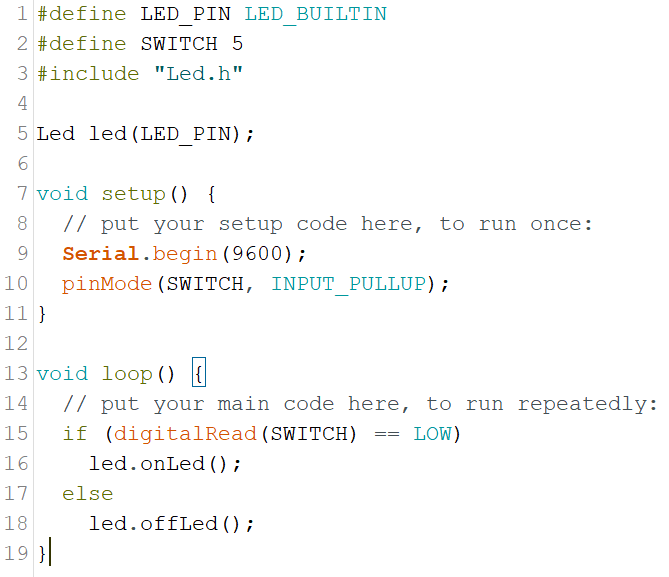 1 #define LED_PIN LED_BUILTIN
2 #define SWITCH 5
3 #include "Led.h"
4
5 Led led(LED_PIN);
6
7 void setup() {
8   // put your setup code here, to run once:
9   Serial.begin(9600);
10   pinMode(SWITCH, INPUT_PULLUP);
11 }
12
13 void loop() {
14   // put your main code here, to run repeatedly:
15   if (digitalRead(SWITCH) == LOW)
16     led.onLed();
17   else
18     led.offLed();
19 }